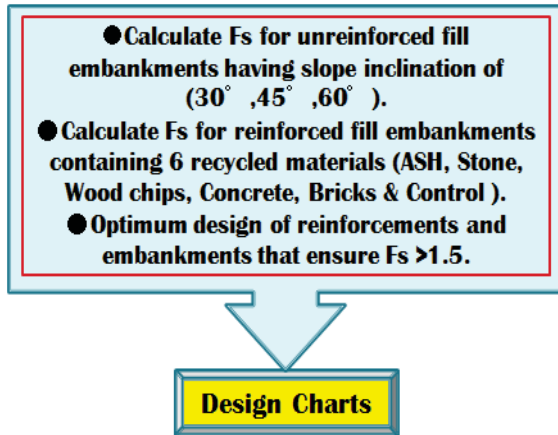 ●Calculate Fs for unreinforced fill
embankments having slope inclination of
(30° ,45° ,60° ).
●Calculate Fs for reinforced fill embankments
containing 6 recycled materials (ASH, Stone,
Wood chips, Concrete, Bricks & Control ).
●Optimum design of reinforcements and
embankments that ensure Fs >1.5.
Design Charts